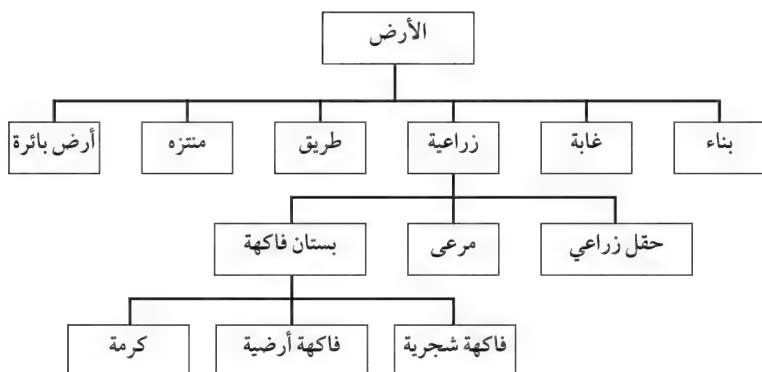 الأرض
بناء
غابة
زراعية
طريق
منتزه
أرض بائرة
حقل زراعي
مرعى
بستان فاكهة
فاكهة شجرية
فاكهة أرضية
كرمة